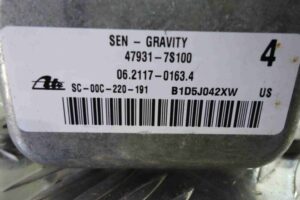 SEN - GRAVITY
47931-7S100
4
06.2117-0163.4
Ate
SC-00C-220-191 B1D5J042XW US